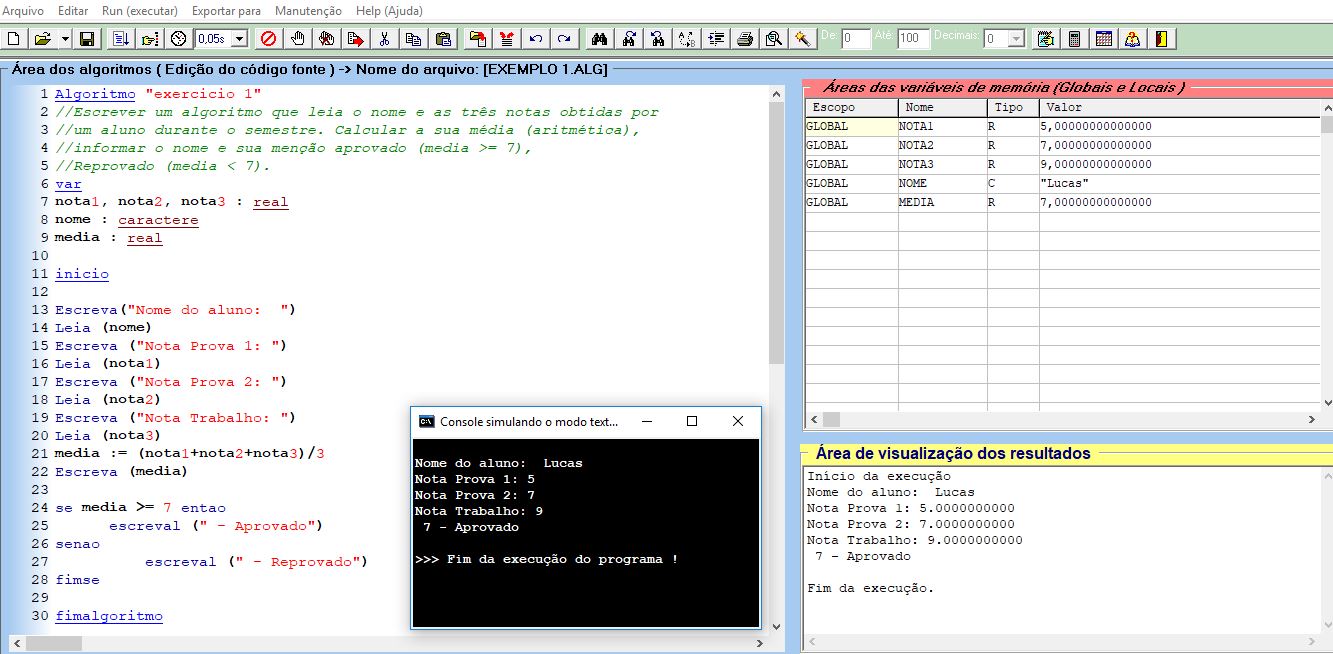 Arquivo Editar Run (executar) Exportar para Manutenção Help (Ajuda)
0,05s De: 0 Até: 100 Decimais: 0
Área dos algoritmos ( Edição do código fonte ) -> Nome do arquivo: [EXEMPLO 1.ALG]
1 Algoritmo "exercicio 1"
2 //Escrever um algoritmo que leia o nome e as três notas obtidas por
3 //um aluno durante o semestre. Calcular a sua média (aritmética),
4 //informar o nome e sua menção aprovado (media >= 7),
5 //Reprovado (media < 7).
6 var
7 nota1, nota2, nota3 : real
8 nome : caractere
9 media : real
10
11 inicio
12
13 Escreva("Nome do aluno:  ")
14 Leia (nome)
15 Escreva ("Nota Prova 1: ")
16 Leia (nota1)
17 Escreva ("Nota Prova 2: ")
18 Leia (nota2)
19 Escreva ("Nota Trabalho: ")
20 Leia (nota3)
21 media := (nota1+nota2+nota3)/3
22 Escreva (media)
23
24 se media >= 7 entao
25 escreval (" - Aprovado")
26 senao
27 escreval (" - Reprovado")
28 fimse
29
30 fimalgoritmo
Console simulando o modo text...
Nome do aluno:  Lucas
Nota Prova 1: 5
Nota Prova 2: 7
Nota Trabalho: 9
7 - Aprovado
>>> Fim da execução do programa !
Áreas das variáveis de memória (Globais e Locais )
Escopo Nome Tipo Valor
GLOBAL NOTA1 R 5,00000000000000
GLOBAL NOTA2 R 7,00000000000000
GLOBAL NOTA3 R 9,00000000000000
GLOBAL NOME C "Lucas"
GLOBAL MEDIA R 7,00000000000000
Área de visualização dos resultados
Início da execução
Nome do aluno:  Lucas
Nota Prova 1: 5.0000000000
Nota Prova 2: 7.0000000000
Nota Trabalho: 9.0000000000
7 - Aprovado
Fim da execução.